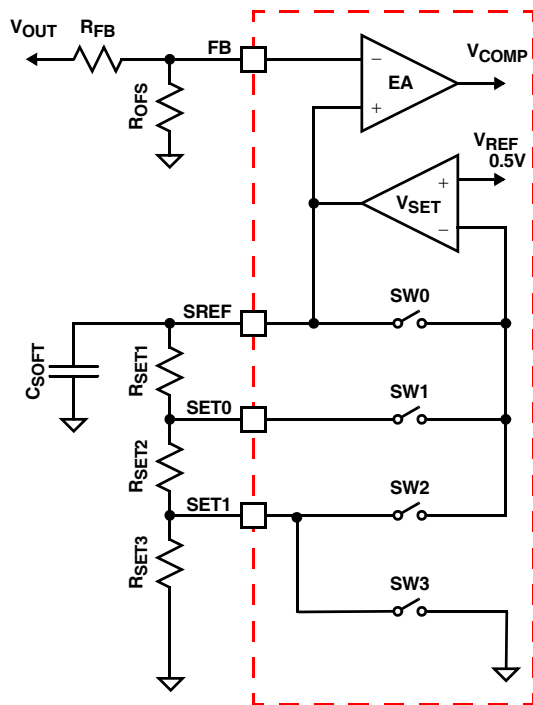 VOUT
RFB
FB
ROFS
−
EA
+
VCOMP
VREF
0.5V
+
VSET
−
SREF
SW0
CSOFT
RSET1
SET0
SW1
RSET2
SET1
SW2
RSET3
SW3